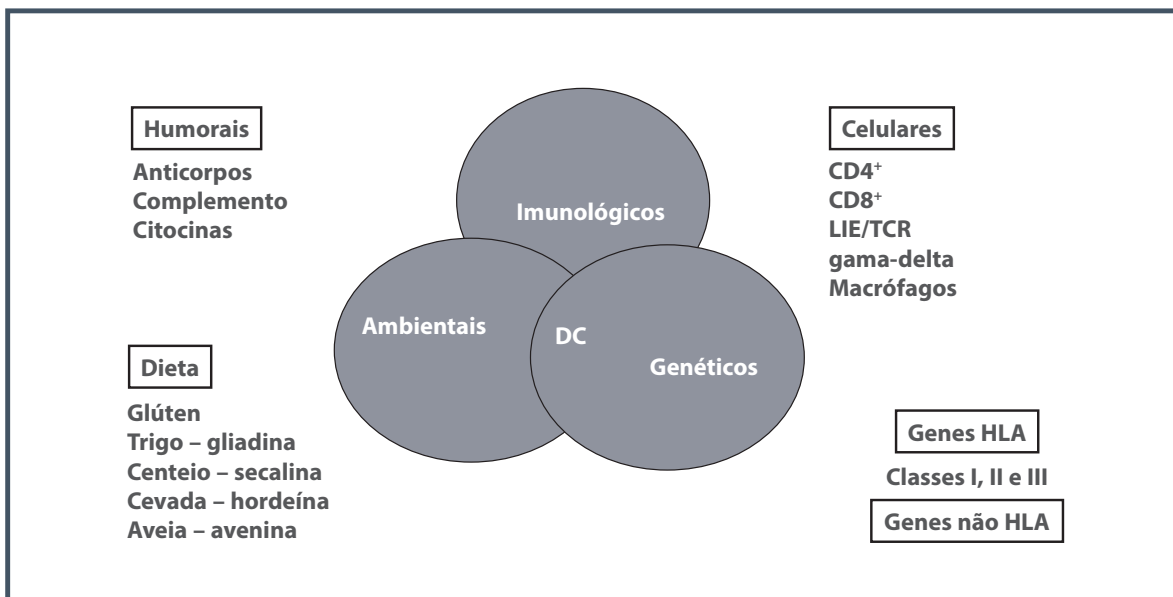 Humorais
Anticorpos
Complemento
Citocinas
Celulares
CD4⁺
CD8⁺
LIE/TCR
gama-delta
Macrófagos
Imunológicos
Ambientais
DC
Genéticos
Dieta
Glúten
Trigo – gliadina
Centeio – secalina
Cevada – hordeína
Aveia – avenina
Genes HLA
Classes I, II e III
Genes não HLA